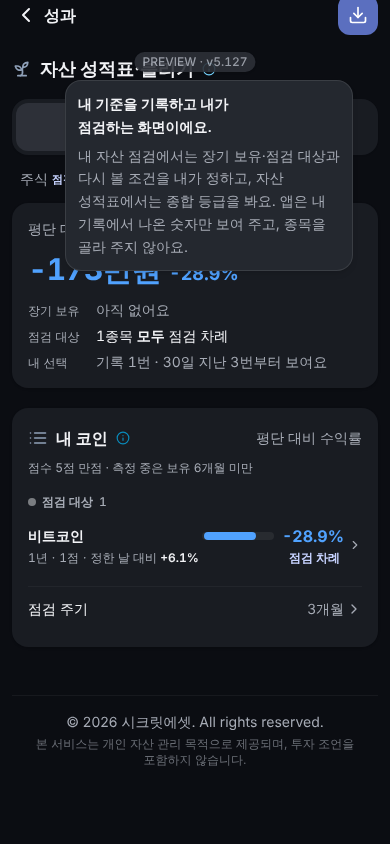 성과
PREVIEW · v5.127
자산 성적표·
내 기준을 기록하고 내가
점검하는 화면이에요.
내 자산 점검에서는 장기 보유·점검 대상과
다시 볼 조건을 내가 정하고, 자산
성적표에서는 종합 등급을 봐요. 앱은 내
기록에서 나온 숫자만 보여 주고, 종목을
골라 주지 않아요.
주식
평단
-173만원 -28.9%
장기 보유 아직 없어요
점검 대상 1종목 모두 점검 차례
내 선택 기록 1번 · 30일 지난 3번부터 보여요
내 코인 평단 대비 수익률
점수 5점 만점 · 측정 중은 보유 6개월 미만
점검 대상 1
비트코인 -28.9%
1년 · 1점 · 정한 날 대비 +6.1% 점검 차례
점검 주기 3개월
© 2026 시크릿에셋. All rights reserved.
본 서비스는 개인 자산 관리 목적으로 제공되며, 투자 조언을
포함하지 않습니다.